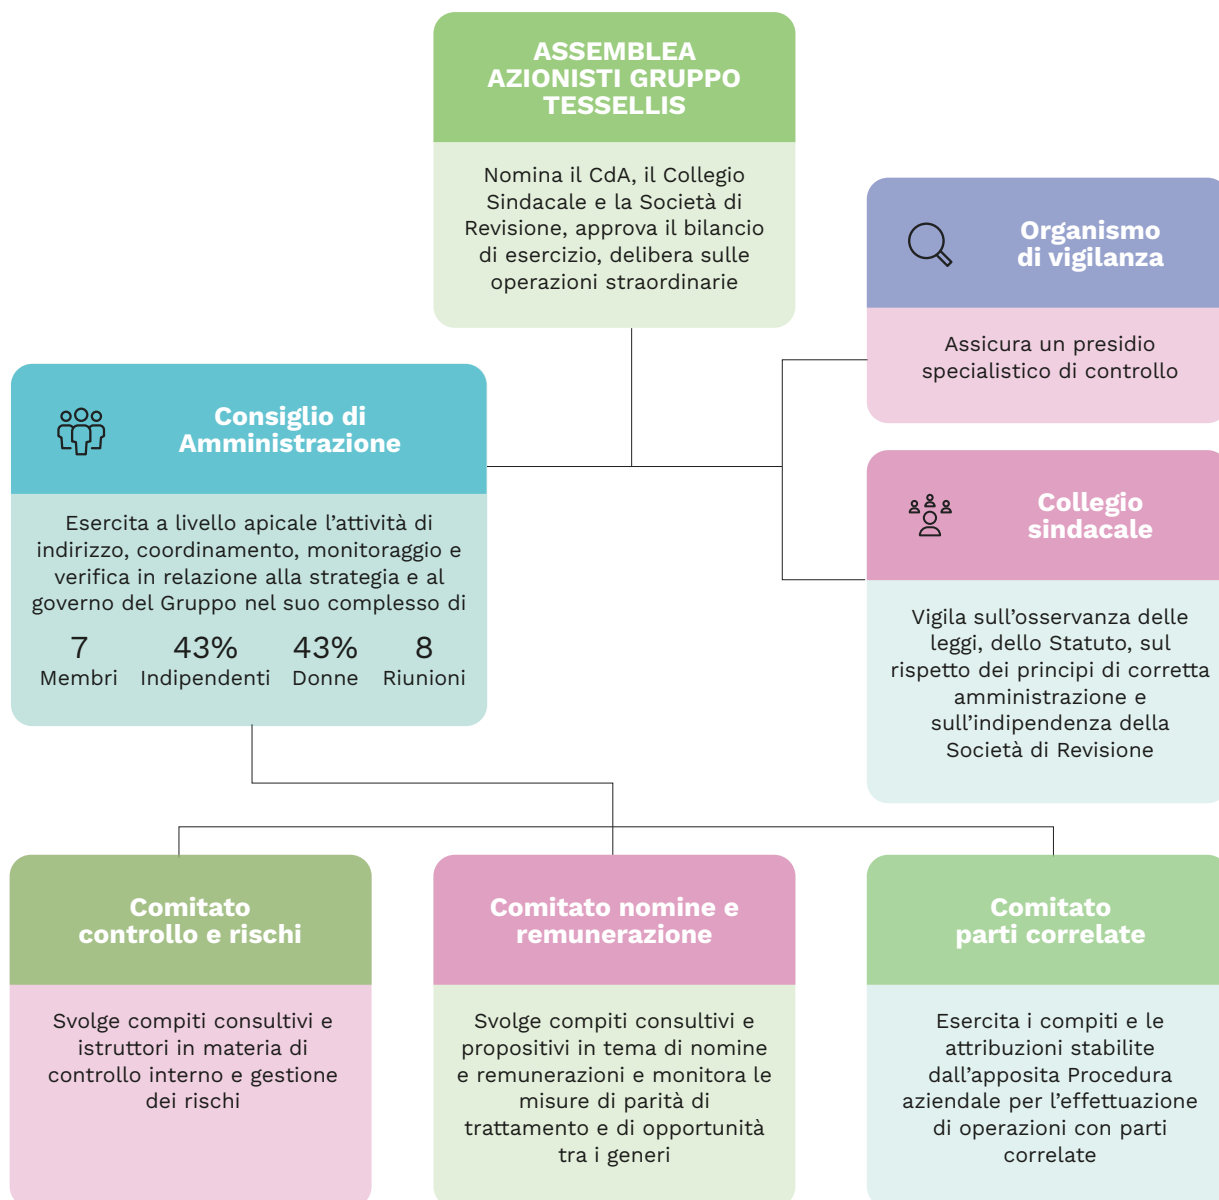 ASSEMBLEA
AZIONISTI GRUPPO
TESSELLIS
Nomina il CdA, il Collegio
Sindacale e la Società di
Revisione, approva il bilancio
di esercizio, delibera sulle
operazioni straordinarie
Organismo
di vigilanza
Assicura un presidio
specialistico di controllo
Consiglio di
Amministrazione
Esercita a livello apicale l’attività di
indirizzo, coordinamento, monitoraggio e
verifica in relazione alla strategia e al
governo del Gruppo nel suo complesso di
7 43% 43% 8
Membri Indipendenti Donne Riunioni
Collegio
sindacale
Vigila sull’osservanza delle
leggi, dello Statuto, sul
rispetto dei principi di corretta
amministrazione e
sull’indipendenza della
Società di Revisione
Comitato
controllo e rischi
Svolge compiti consultivi e
istruttori in materia di
controllo interno e gestione
dei rischi
Comitato nomine e
remunerazione
Svolge compiti consultivi e
propositivi in tema di nomine
e remunerazioni e monitora le
misure di parità di
trattamento e di opportunità
tra i generi
Comitato
parti correlate
Esercita i compiti e le
attribuzioni stabilite
dall’apposita Procedura
aziendale per l’effettuazione
di operazioni con parti
correlate